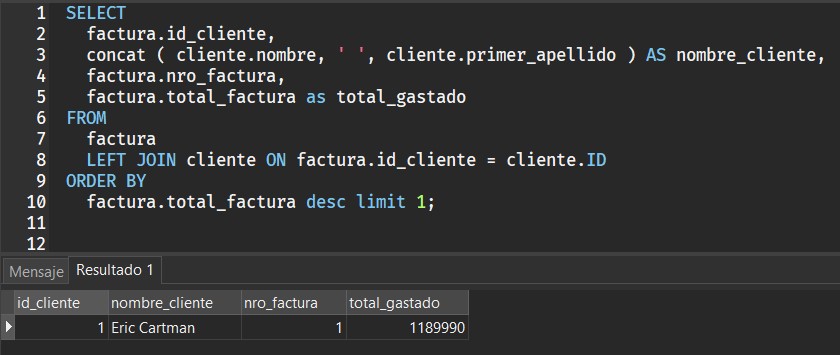 1 SELECT
2 factura.id_cliente,
3 concat ( cliente.nombre, ' ', cliente.primer_apellido ) AS nombre_cliente,
4 factura.nro_factura,
5 factura.total_factura as total_gastado
6 FROM
7 factura
8 LEFT JOIN cliente ON factura.id_cliente = cliente.ID
9 ORDER BY
10 factura.total_factura desc limit 1;
11
12
Mensaje Resultado 1
id_cliente nombre_cliente nro_factura total_gastado
1 Eric Cartman 1 1189990